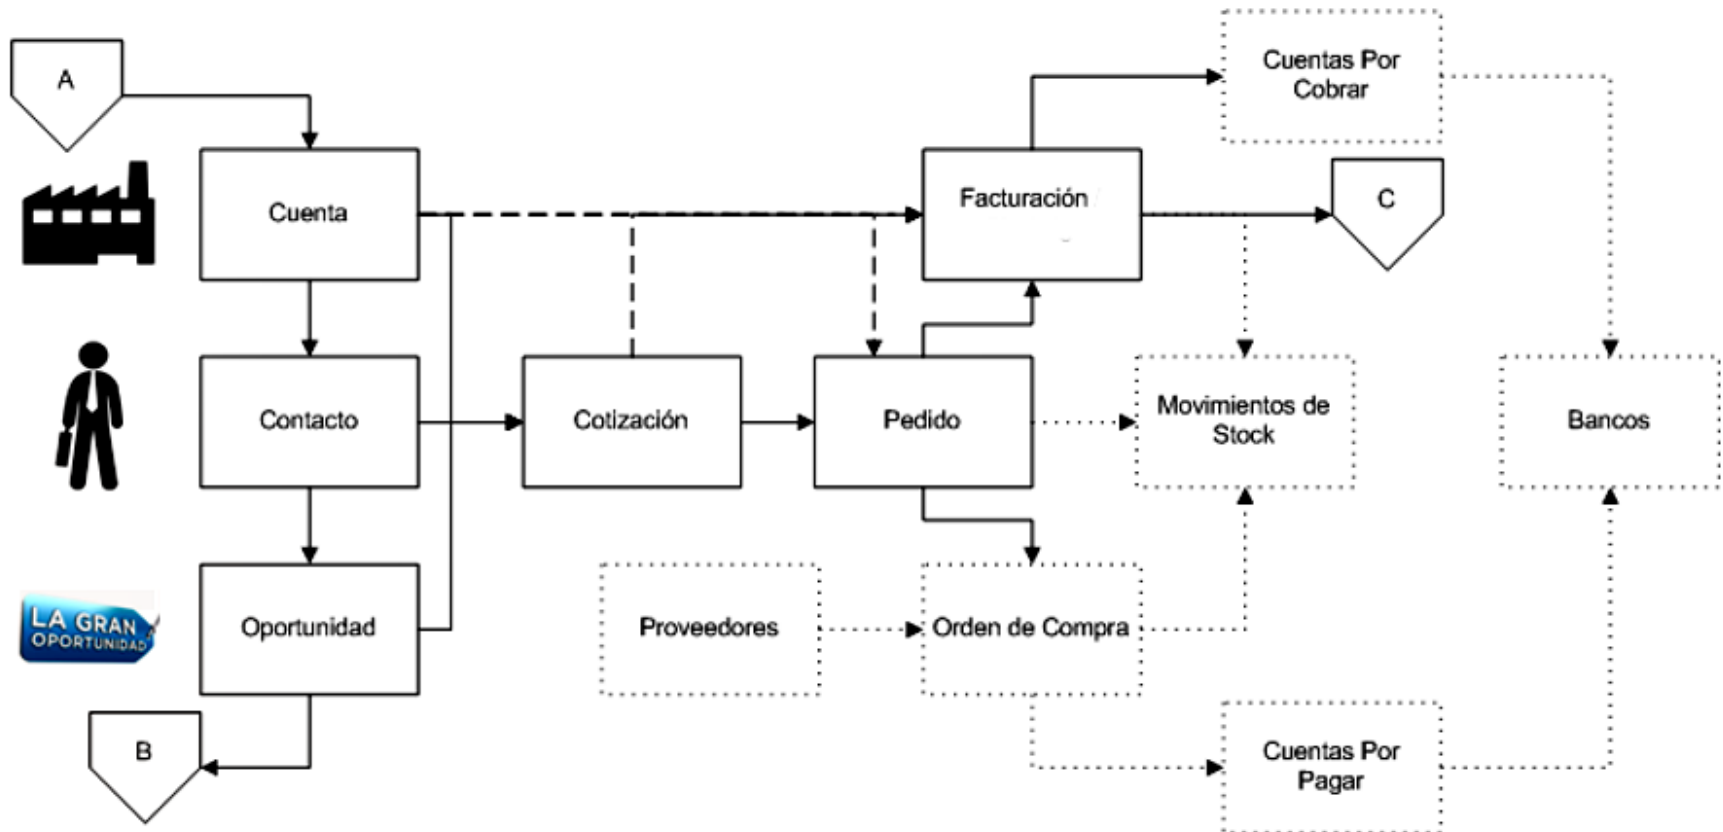 Cuentas Por
Cobrar
A
Cuenta
Facturación
C
Contacto
Cotización
Pedido
Movimientos de
Stock
Bancos
LA GRAN
OPORTUNIDAD
Oportunidad
Proveedores
Orden de Compra
B
Cuentas Por
Pagar